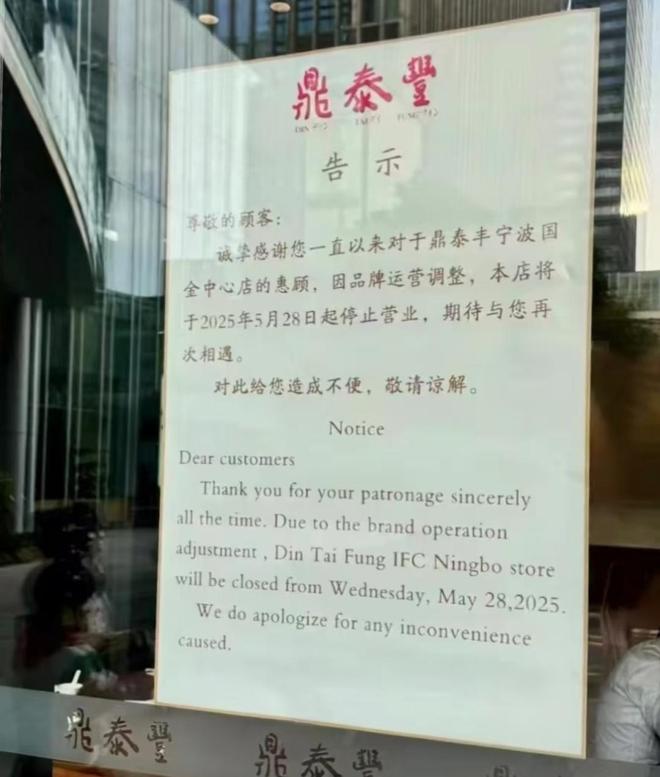 鼎泰豐
告示
尊敬的顾客：
诚挚感谢您一直以来对于鼎泰丰宁波国
金中心店的惠顾，因品牌运营调整，本店将
于2025年5月28日起停止营业，期待与您再
次相遇。
对此给您造成不便，敬请谅解。
Notice
Dear customers
Thank you for your patronage sincerely
all the time. Due to the brand operation
adjustment , Din Tai Fung IFC Ningbo store
will be closed from Wednesday, May 28,2025.
We do apologize for any inconvenience
caused.
鼎泰豐 鼎泰豐